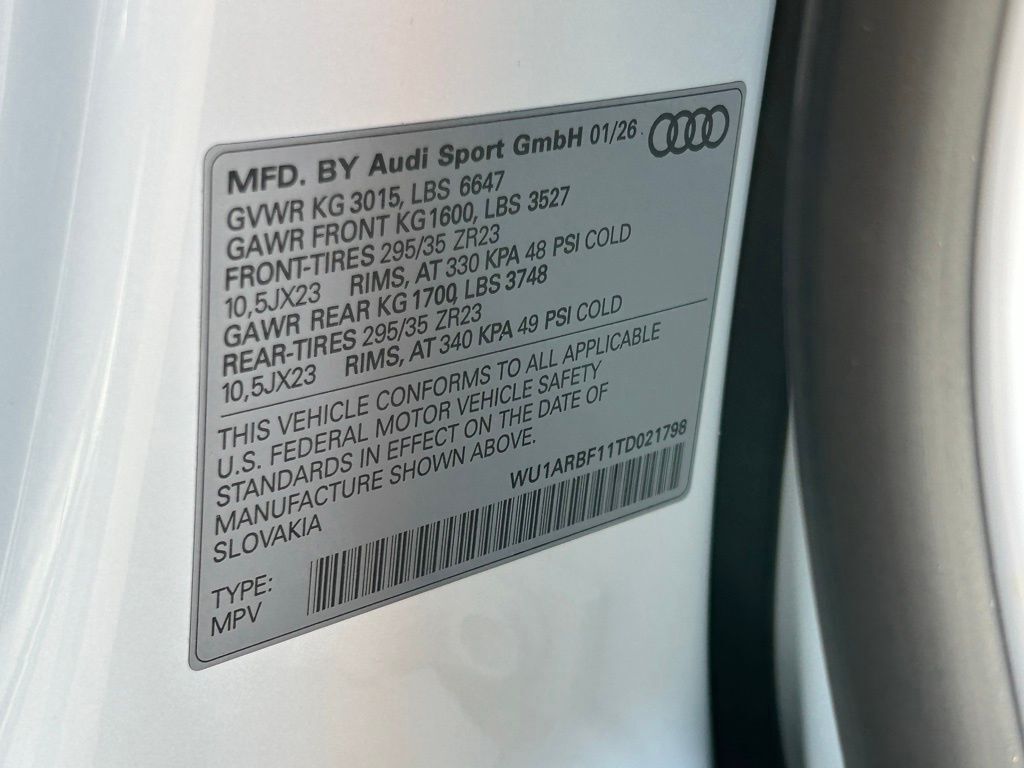 MFD. BY Audi Sport GmbH 01/26
GVWR KG 3015, LBS 6647
GAWR FRONT KG1600, LBS 3527
FRONT-TIRES 295/35 ZR23
10,5JX23 RIMS, AT 330 KPA 48 PSI COLD
GAWR REAR KG 1700, LBS 3748
REAR-TIRES 295/35 ZR23
10,5JX23 RIMS, AT 340 KPA 49 PSI COLD
THIS VEHICLE CONFORMS TO ALL APPLICABLE
U.S. FEDERAL MOTOR VEHICLE SAFETY
STANDARDS IN EFFECT ON THE DATE OF
MANUFACTURE SHOWN ABOVE.
SLOVAKIA
WU1ARBF11TD021798
TYPE:
MPV